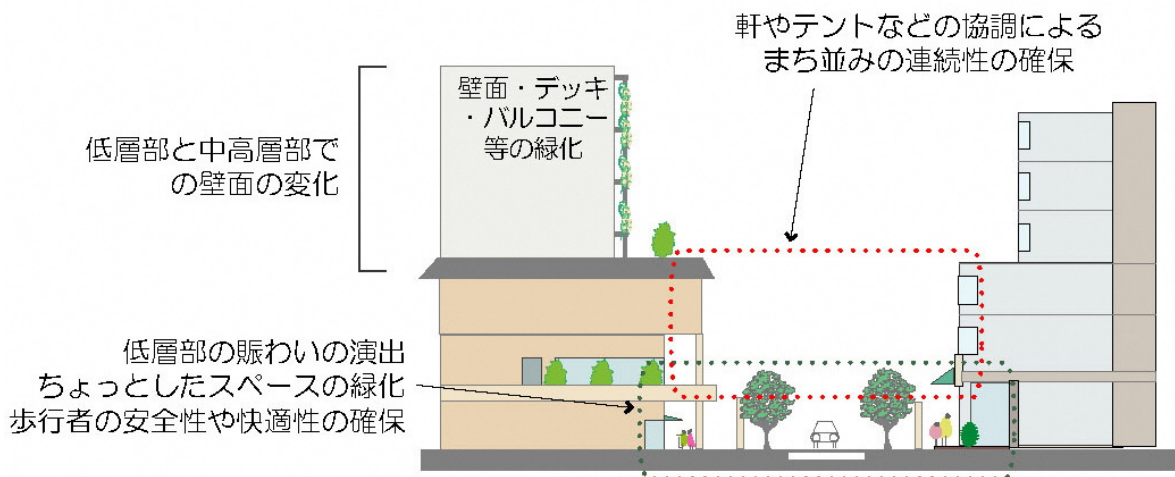 軒やテントなどの協調による
まち並みの連続性の確保
壁面・デッキ
・バルコニー
等の緑化
低層部と中高層部で
の壁面の変化
低層部の賑わいの演出
ちょっとしたスペースの緑化
歩行者の安全性や快適性の確保